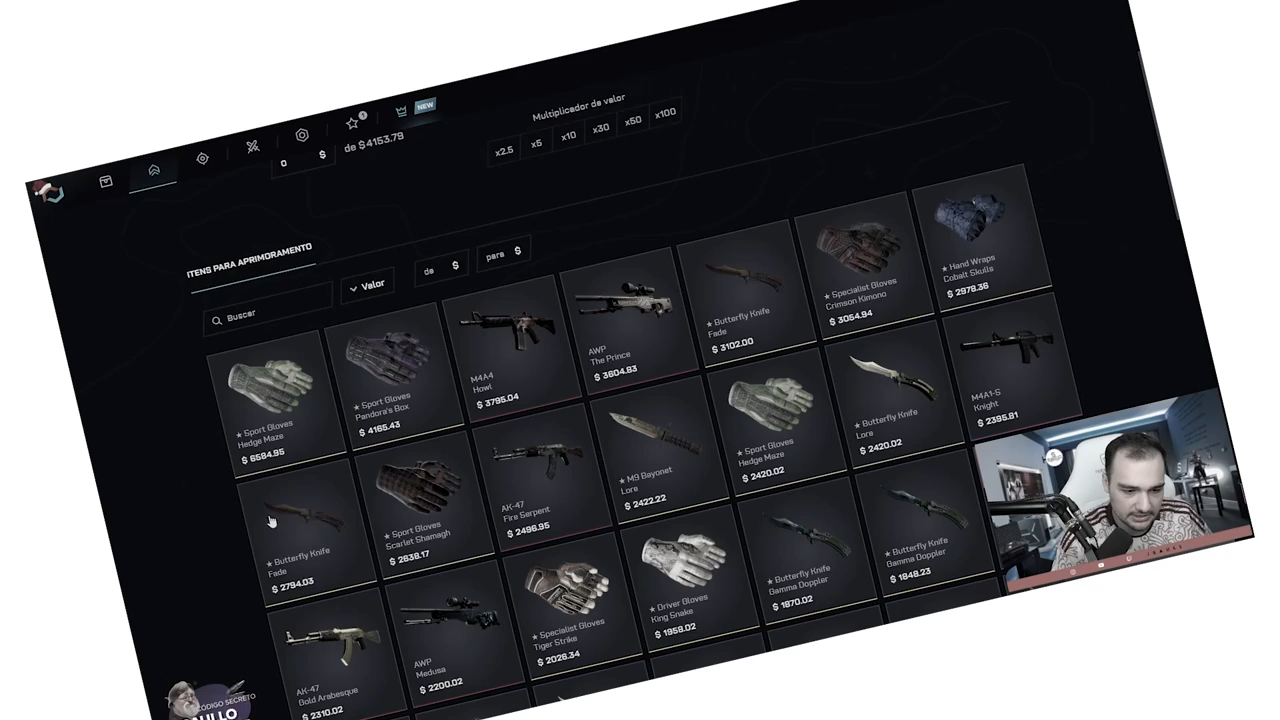 NEW
1
0 $
de $4153.79
Multiplicador de valor
x2.5
x5
x10
x30
x50
x100
ITENS PARA APRIMORAMENTO
Buscar
Valor
de $
para $
★ Sport Gloves
Hedge Maze
$ 6584.95
★ Sport Gloves
Pandora's Box
$ 4165.43
M4A4
Howl
$ 3795.04
AWP
The Prince
$ 3604.83
★ Butterfly Knife
Fade
$ 3102.00
★ Specialist Gloves
Crimson Kimono
$ 3054.94
★ Hand Wraps
Cobalt Skulls
$ 2978.36
★ Butterfly Knife
Fade
$ 2794.03
★ Sport Gloves
Scarlet Shamagh
$ 2638.17
AK-47
Fire Serpent
$ 2496.95
★ M9 Bayonet
Lore
$ 2422.22
★ Sport Gloves
Hedge Maze
$ 2420.02
★ Butterfly Knife
Lore
$ 2420.02
M4A1-S
Knight
$ 2395.81
AK-47
Gold Arabesque
$ 2310.02
AWP
Medusa
$ 2200.02
★ Specialist Gloves
Tiger Strike
$ 2026.34
★ Driver Gloves
King Snake
$ 1958.02
★ Butterfly Knife
Gamma Doppler
$ 1870.02
★ Butterfly Knife
Gamma Doppler
$ 1848.23
CÓDIGO SECRETO